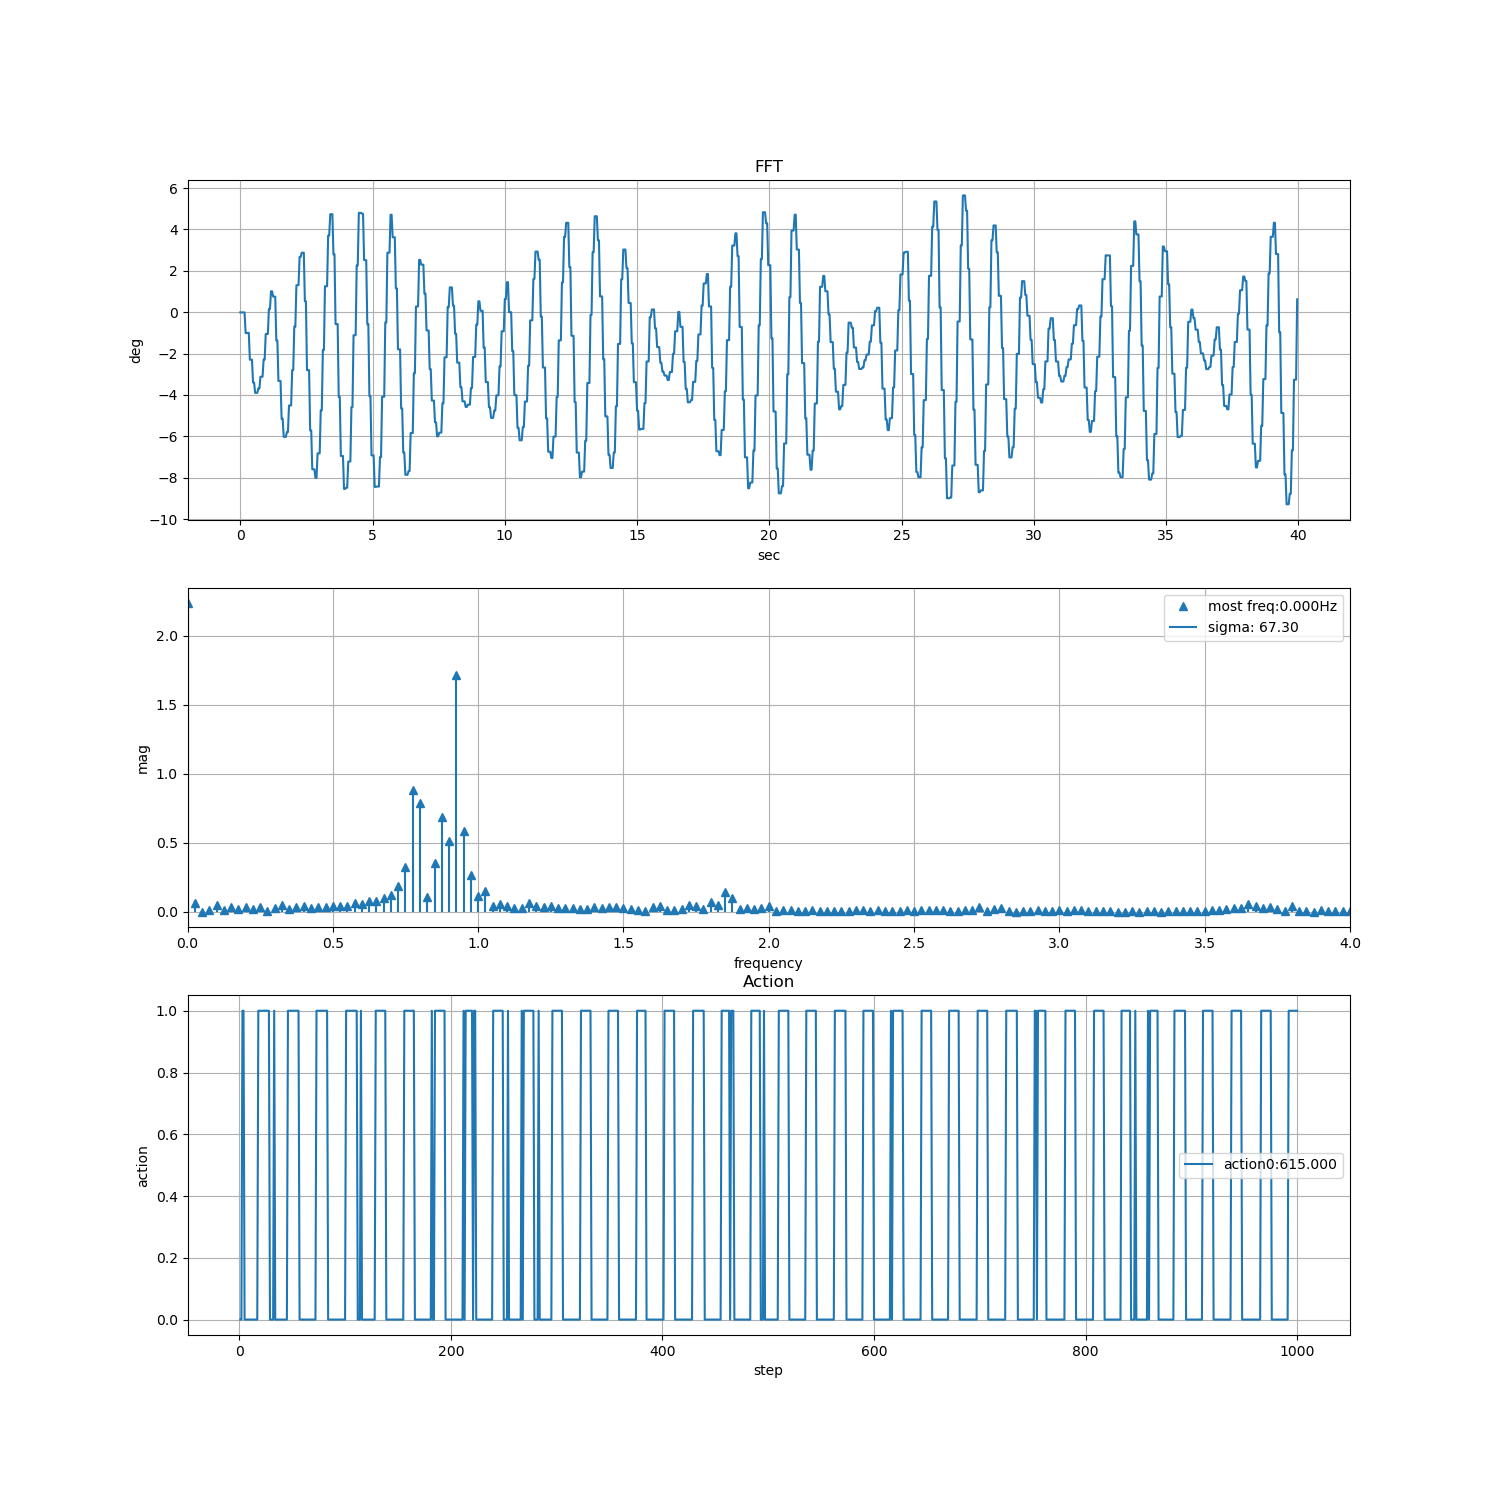 FFT
6
4
2
0
−2
−4
−6
−8
−10
deg
0 5 10 15 20 25 30 35 40
sec
most freq:0.000Hz
sigma: 67.30
2.0
1.5
1.0
0.5
0.0
mag
0.0 0.5 1.0 1.5 2.0 2.5 3.0 3.5 4.0
frequency
Action
1.0
0.8
0.6
0.4
0.2
0.0
action
action0:615.000
0 200 400 600 800 1000
step